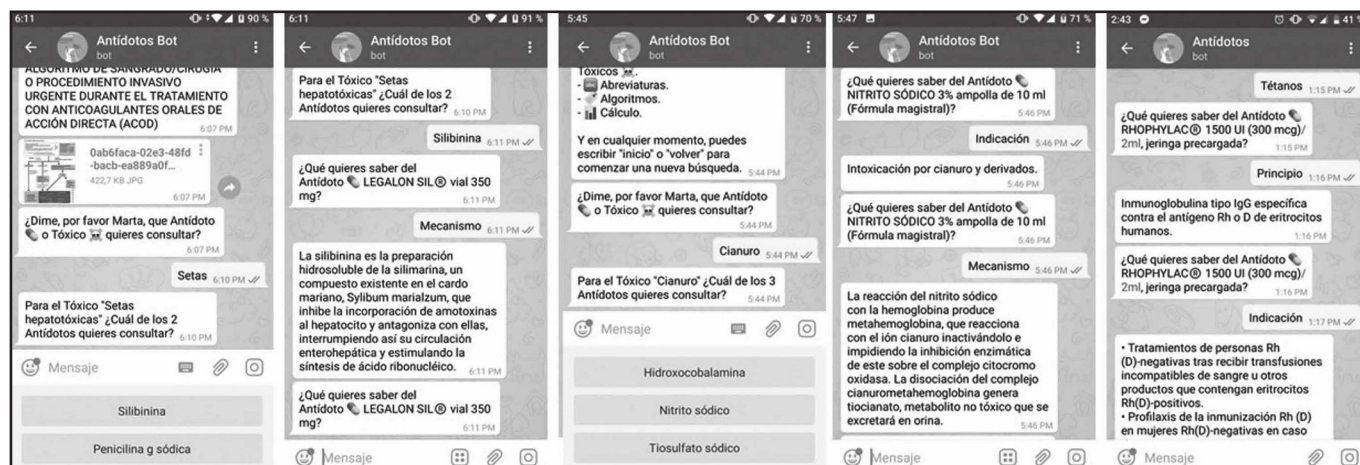 6:11
90 %
Antídotos Bot
bot
ALGORITMO DE SANGRADO/CIRUGÍA
O PROCEDIMIENTO INVASIVO
URGENTE DURANTE EL TRATAMIENTO
CON ANTICOAGULANTES ORALES DE
ACCIÓN DIRECTA (ACOD)
6:07 PM
0ab6faca-02e3-48fd
-bacb-ea889a0f...
422,7 KB JPG
6:07 PM
¿Dime, por favor Marta, que Antídoto
o Tóxico quieres consultar?
6:07 PM
Setas 6:10 PM
Para el Tóxico "Setas
hepatotóxicas" ¿Cuál de los 2
Antídotos quieres consultar? 6:10 PM
Mensaje
Silibinina
Penicilina g sódica
6:11
91 %
Antídotos Bot
bot
Para el Tóxico "Setas
hepatotóxicas" ¿Cuál de los 2
Antídotos quieres consultar?
6:10 PM
Silibinina 6:11 PM
¿Qué quieres saber del
Antídoto LEGALON SIL® vial 350
mg?
6:11 PM
Mecanismo 6:11 PM
La silibinina es la preparación
hidrosoluble de la silimarina, un
compuesto existente en el cardo
mariano, Sylibum marialzum, que
inhibe la incorporación de amotoxinas
al hepatocito y antagoniza con ellas,
interrumpiendo así su circulación
enterohepática y estimulando la
síntesis de ácido ribonucléico. 6:11 PM
¿Qué quieres saber del
Antídoto LEGALON SIL® vial 350
mg?
6:11 PM
Mensaje
5:45
70 %
Antídotos Bot
bot
Tóxicos .
- Abreviaturas.
- Algoritmos.
- Cálculo.
Y en cualquier momento, puedes
escribir "inicio" o "volver" para
comenzar una nueva búsqueda. 5:44 PM
¿Dime, por favor Marta, que Antídoto
o Tóxico quieres consultar?
5:44 PM
Cianuro 5:44 PM
Para el Tóxico "Cianuro" ¿Cuál de los 3
Antídotos quieres consultar? 5:44 PM
Mensaje
Hidroxocobalamina
Nitrito sódico
Tiosulfato sódico
5:47
71 %
Antídotos Bot
bot
¿Qué quieres saber del Antídoto
NITRITO SÓDICO 3% ampolla de 10 ml
(Fórmula magistral)?
5:46 PM
Indicación 5:46 PM
Intoxicación por cianuro y derivados.
5:46 PM
¿Qué quieres saber del Antídoto
NITRITO SÓDICO 3% ampolla de 10 ml
(Fórmula magistral)?
5:46 PM
Mecanismo 5:46 PM
La reacción del nitrito sódico
con la hemoglobina produce
metahemoglobina, que reacciona
con el ión cianuro inactivándolo e
impidiendo la inhibición enzimática
de este sobre el complejo citocromo
oxidasa. La disociación del complejo
cianurometahemoglobina genera
tiocianato, metabolito no tóxico que se
excretará en orina.
5:46 PM
Mensaje
2:43
41 %
Antídotos
bot
Tétanos 1:15 PM
¿Qué quieres saber del Antídoto
RHOPHYLAC® 1500 UI (300 mcg)/
2ml, jeringa precargada?
1:15 PM
Principio 1:16 PM
Inmunoglobulina tipo IgG específica
contra el antígeno Rh o D de eritrocitos
humanos.
1:16 PM
¿Qué quieres saber del Antídoto
RHOPHYLAC® 1500 UI (300 mcg)/
2ml, jeringa precargada?
1:16 PM
Indicación 1:17 PM
• Tratamientos de personas Rh
(D)-negativas tras recibir transfusiones
incompatibles de sangre u otros
productos que contengan eritrocitos
Rh(D)-positivos.
• Profilaxis de la inmunización Rh (D)
en mujeres Rh(D)-negativas en caso
Mensaje